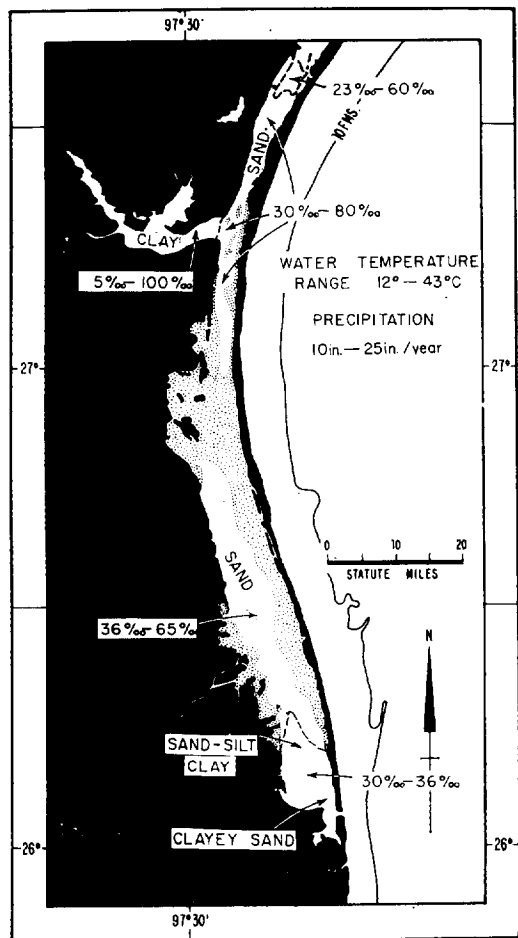 97° 30'
23‰-60‰
10 FMS.
SAND
30‰-80‰
CLAY
5‰-100‰
WATER TEMPERATURE
RANGE 12°-43°C
PRECIPITATION
10in.-25in./year
27°
27°
0 10 20
STATUTE MILES
SAND
36‰-65‰
N
SAND-SILT
CLAY
30‰-36‰
CLAYEY SAND
26°
26°
97° 30'